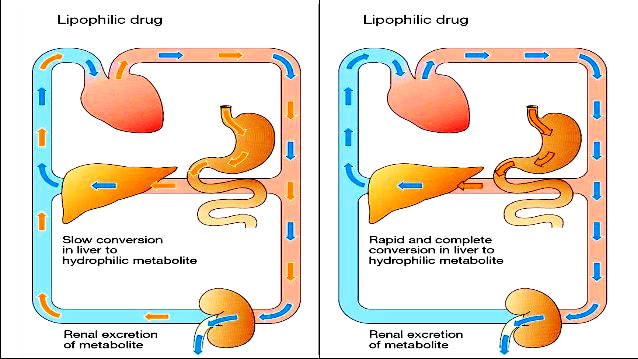 Lipophilic drug
Slow conversion
in liver to
hydrophilic metabolite
Renal excretion
of metabolite
Lipophilic drug
Rapid and complete
conversion in liver to
hydrophilic metabolite
Renal excretion
of metabolite